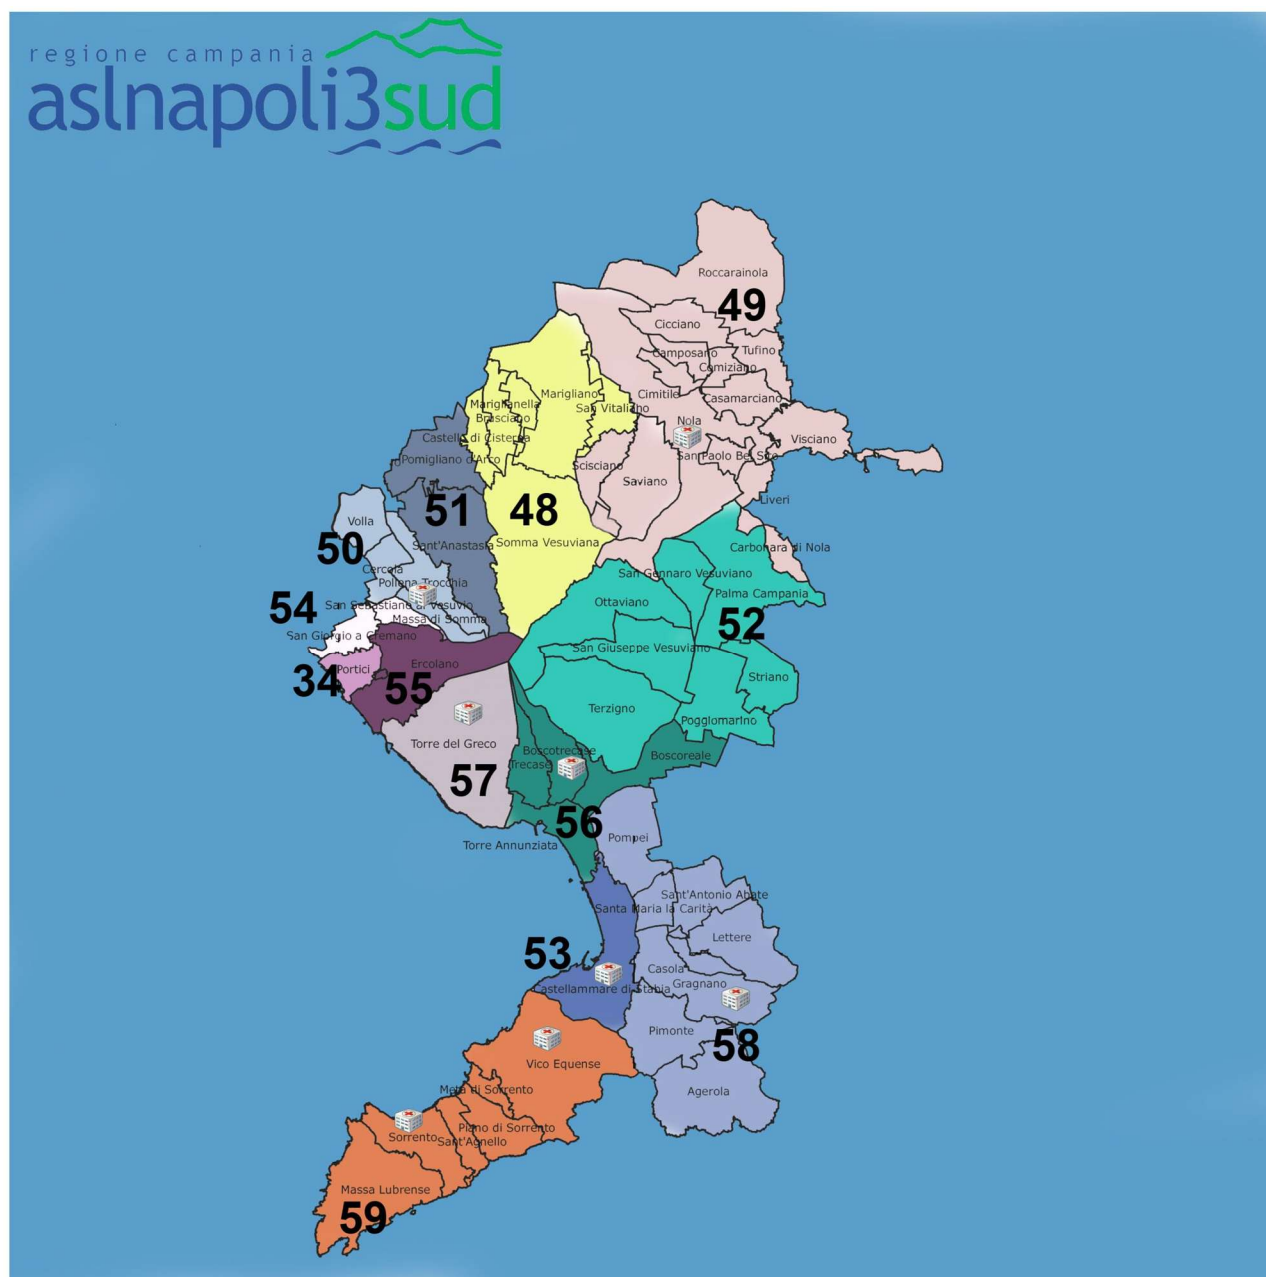 regione campania
aslnapoli3sud
Roccarainola
49
Cicciano
Camposano
Tufino
Comiziano
Marigliano
Cimitile
Casamarciano
Mariglianella
San Vitaliano
Brusciano
Nola
Castello di Cisterna
Visciano
Pomigliano d'Arco
San Paolo Bel Sito
Scisciano
Saviano
Liveri
51
48
Volla
50
Sant'Anastasia
Somma Vesuviana
Carbonara di Nola
Cercola
San Gennaro Vesuviano
Pollena Trocchia
Palma Campania
54
San Sebastiano al Vesuvio
Ottaviano
Massa di Somma
52
San Giorgio a Cremano
San Giuseppe Vesuviano
Ercolano
Portici
34
55
Striano
Terzigno
Poggiomarino
Torre del Greco
Boscotrecase
Boscoreale
Trecase
57
56
Torre Annunziata
Pompei
Sant'Antonio Abate
Santa Maria la Carità
Lettere
53
Casola
Gragnano
Castellammare di Stabia
Pimonte
58
Vico Equense
Meta di Sorrento
Agerola
Piano di Sorrento
Sorrento
Sant'Agnello
Massa Lubrense
59